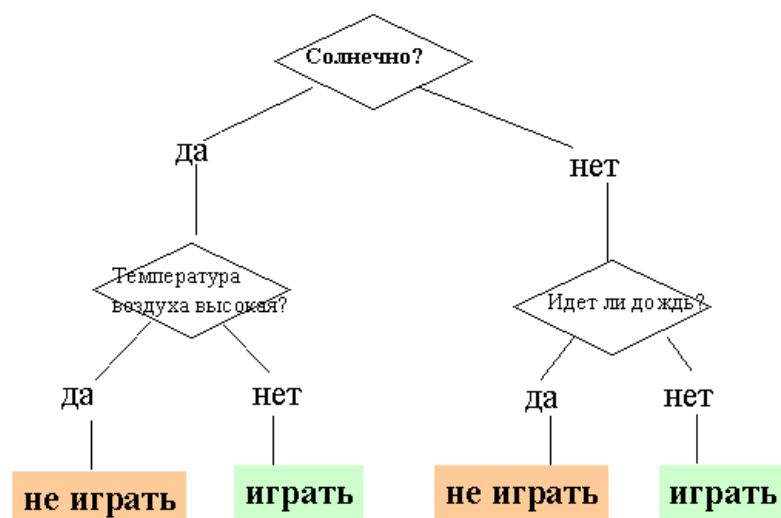 Солнечно?
да
нет
Температура
воздуха высокая?
Идет ли дождь?
да
нет
да
нет
не играть
играть
не играть
играть